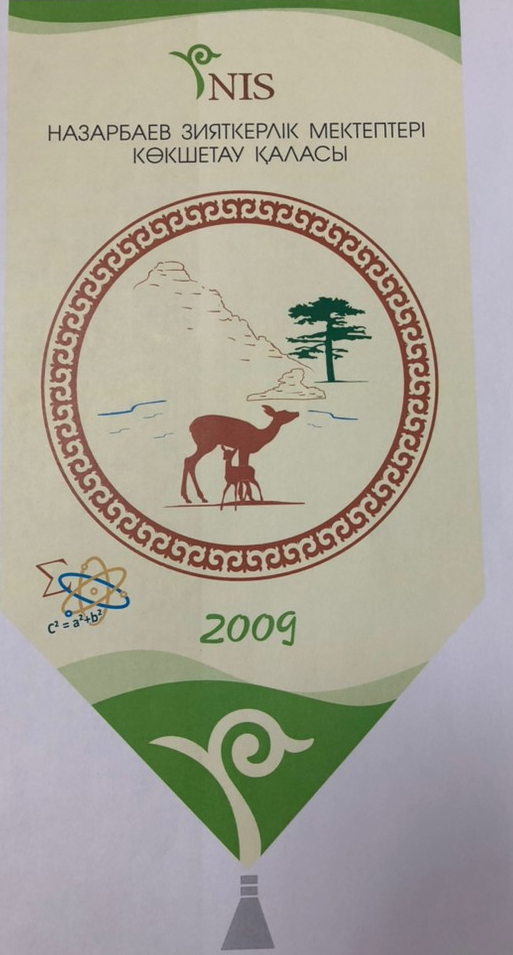 NIS
НАЗАРБАЕВ ЗИЯТКЕРЛІК МЕКТЕПТЕРІ
КӨКШЕТАУ ҚАЛАСЫ
Σ
c² = a²+b²
2009